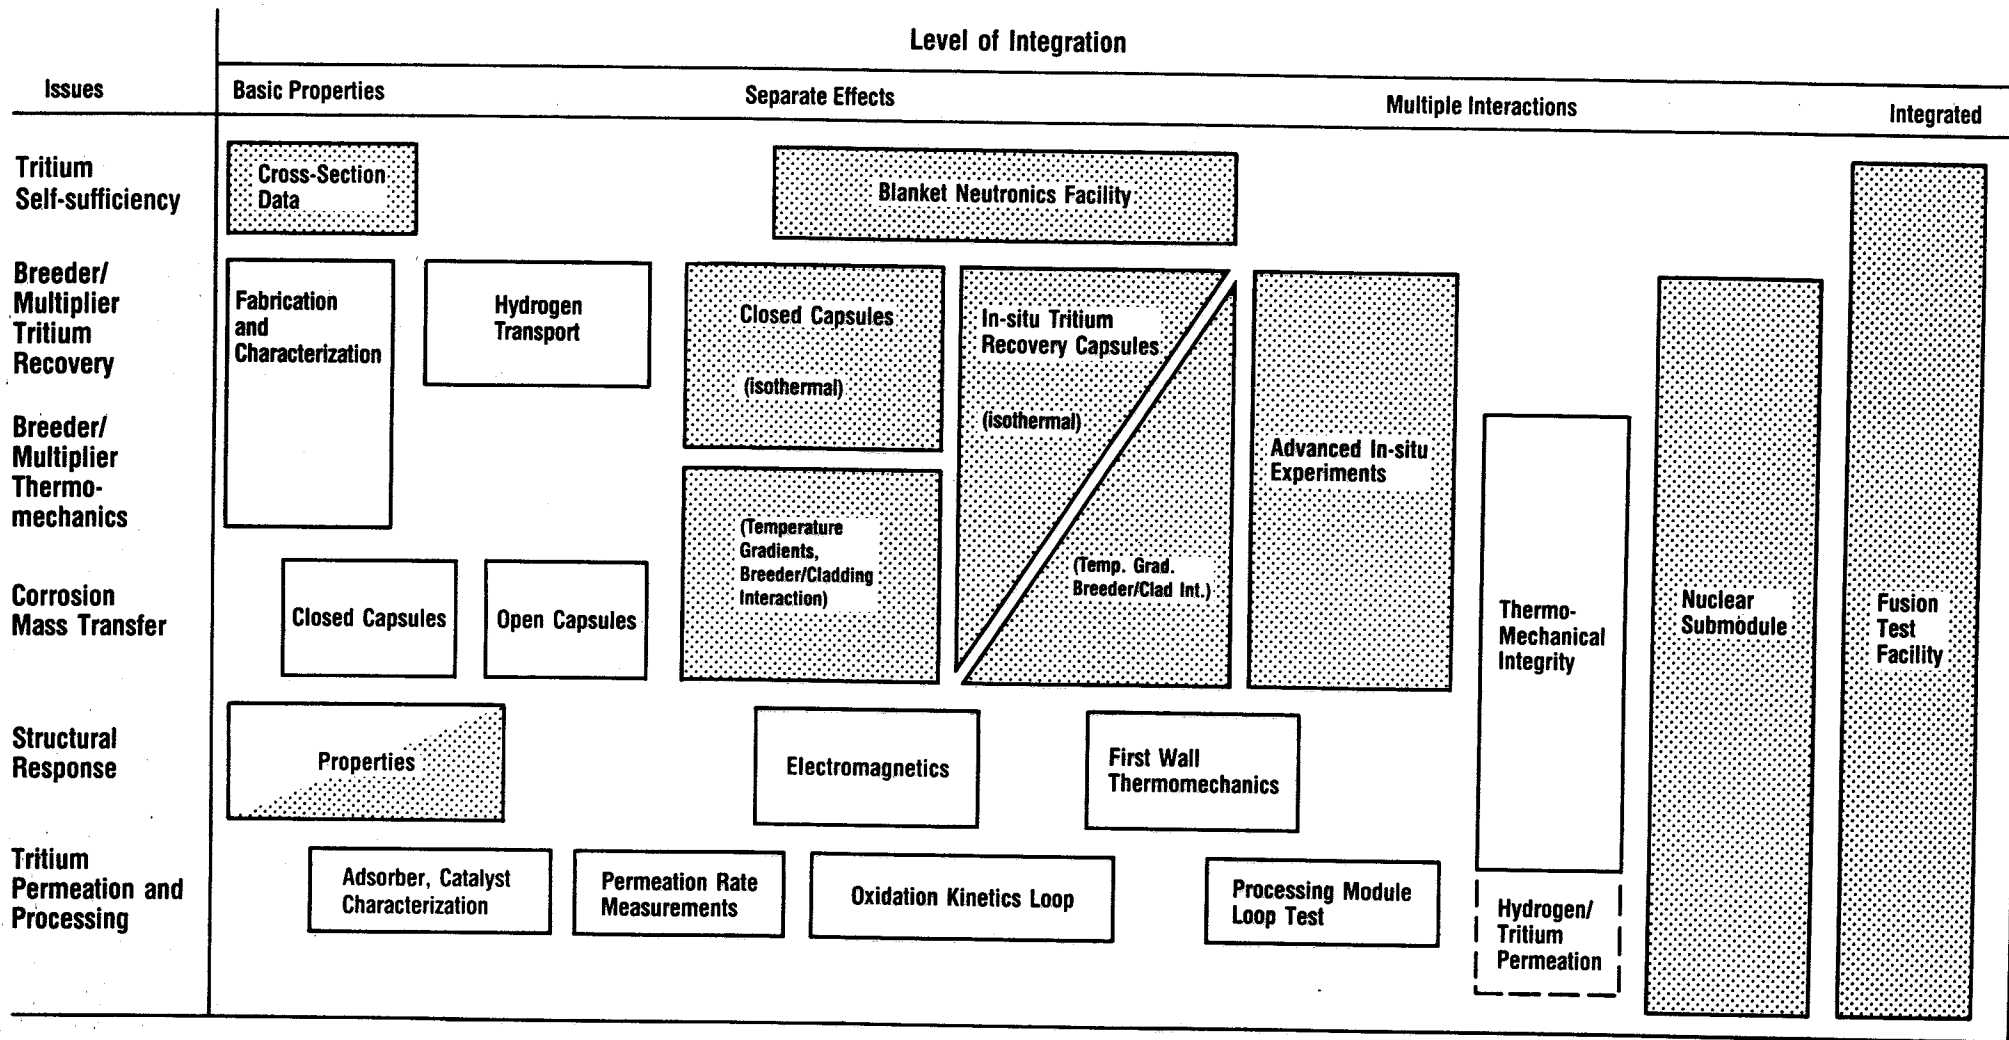 Level of Integration
Issues
Basic Properties
Separate Effects
Multiple Interactions
Integrated
Tritium
Self-sufficiency
Cross-Section
Data
Blanket Neutronics Facility
Breeder/
Multiplier
Tritium
Recovery
Fabrication
and
Characterization
Hydrogen
Transport
Closed Capsules
(isothermal)
In-situ Tritium
Recovery Capsules
(isothermal)
Breeder/
Multiplier
Thermo-
mechanics
(Temperature
Gradients,
Breeder/Cladding
Interaction)
(Temp. Grad.
Breeder/Clad Int.)
Advanced In-situ
Experiments
Corrosion
Mass Transfer
Closed Capsules
Open Capsules
Thermo-
Mechanical
Integrity
Nuclear
Submodule
Fusion
Test
Facility
Structural
Response
Properties
Electromagnetics
First Wall
Thermomechanics
Tritium
Permeation and
Processing
Adsorber, Catalyst
Characterization
Permeation Rate
Measurements
Oxidation Kinetics Loop
Processing Module
Loop Test
Hydrogen/
Tritium
Permeation